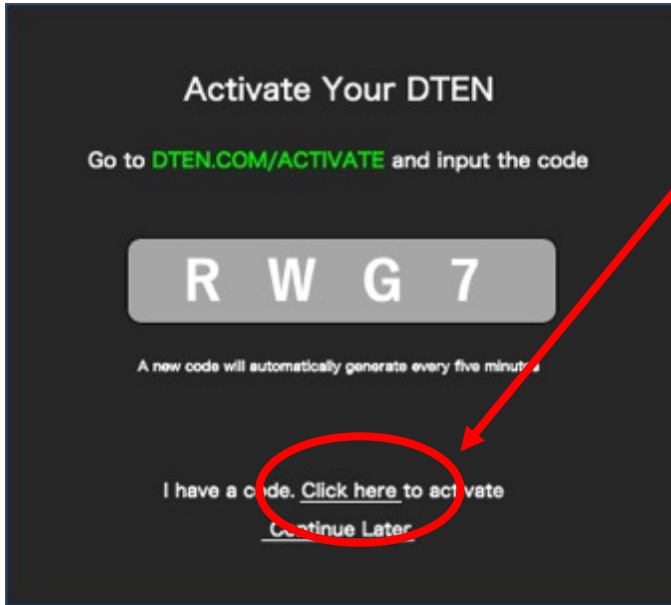 Activate Your DTEN
Go to DTEN.COM/ACTIVATE and input the code
R W G 7
A new code will automatically generate every five minutes
I have a code. Click here to activate
Continue Later